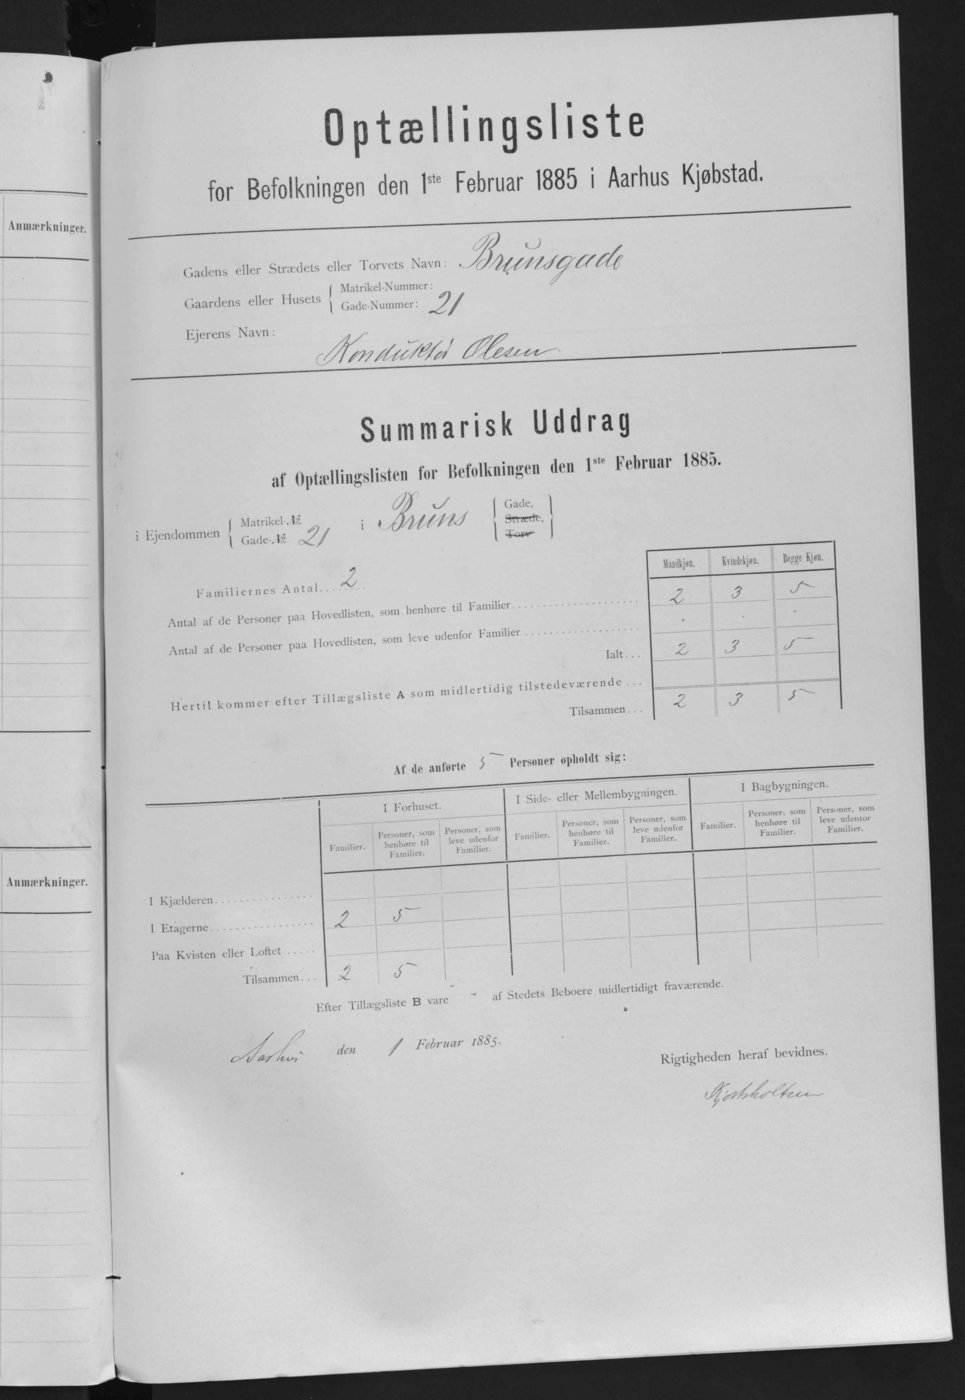 Anmærkninger.
Anmærkninger.
Optællingsliste
for Befolkningen den 1ste Februar 1885 i Aarhus Kjøbstad.
Gadens eller Strædets eller Torvets Navn: Brunsgade
Gaardens eller Husets { Matrikel-Nummer:
Gade-Nummer: 21
Ejerens Navn:
Konduktør Olesen
Summarisk Uddrag
af Optællingslisten for Befolkningen den 1ste Februar 1885.
i Ejendommen { Matrikel-№ i Bruns { Gade,
Gade-№ 21 Stræde,
Torv }
Mandkjøn. Kvindekjøn. Begge Kjøn.
Familiernes Antal 2
Antal af de Personer paa Hovedlisten, som henhøre til Familier 2 3 5
Antal af de Personer paa Hovedlisten, som leve udenfor Familier . . .
Ialt 2 3 5
Hertil kommer efter Tillægsliste A som midlertidig tilstedeværende
Tilsammen 2 3 5
Af de anførte 5 Personer opholdt sig:
I Forhuset. I Side- eller Mellembygningen. I Bagbygningen.
Familier. Personer, som henhøre til Familier. Personer, som leve udenfor Familier. Familier. Personer, som henhøre til Familier. Personer, som leve udenfor Familier. Familier. Personer, som henhøre til Familier. Personer, som leve udenfor Familier.
I Kjælderen
I Etagerne 2 5
Paa Kvisten eller Loftet
Tilsammen 2 5
Efter Tillægsliste B vare " af Stedets Beboere midlertidigt fraværende.
Aarhus den 1 Februar 1885.
Rigtigheden heraf bevidnes.